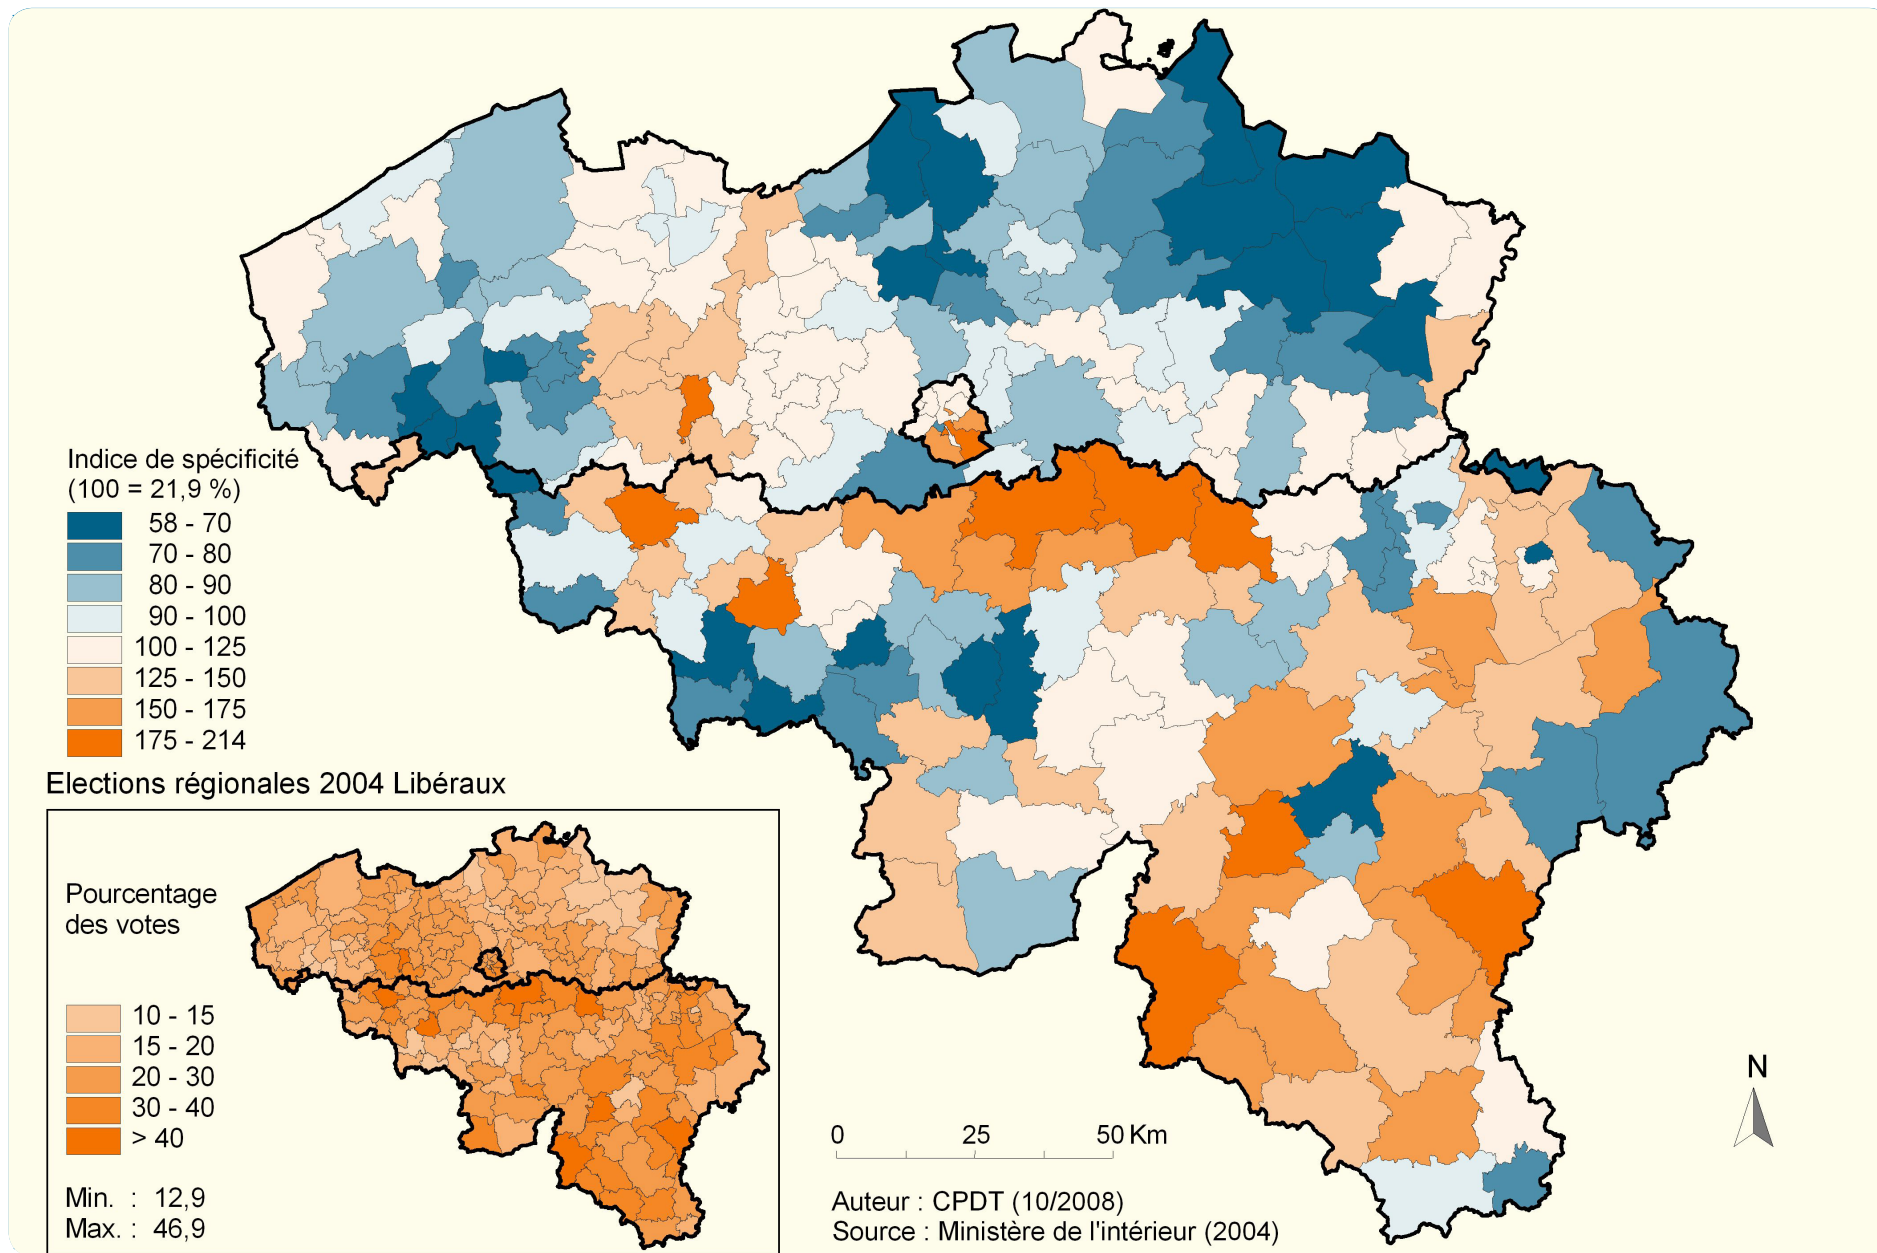 Indice de spécificité
(100 = 21,9 %)
58 - 70
70 - 80
80 - 90
90 - 100
100 - 125
125 - 150
150 - 175
175 - 214
Elections régionales 2004 Libéraux
Pourcentage
des votes
10 - 15
15 - 20
20 - 30
30 - 40
> 40
Min. : 12,9
Max. : 46,9
0 25 50 Km
Auteur : CPDT (10/2008)
Source : Ministère de l'intérieur (2004)
N